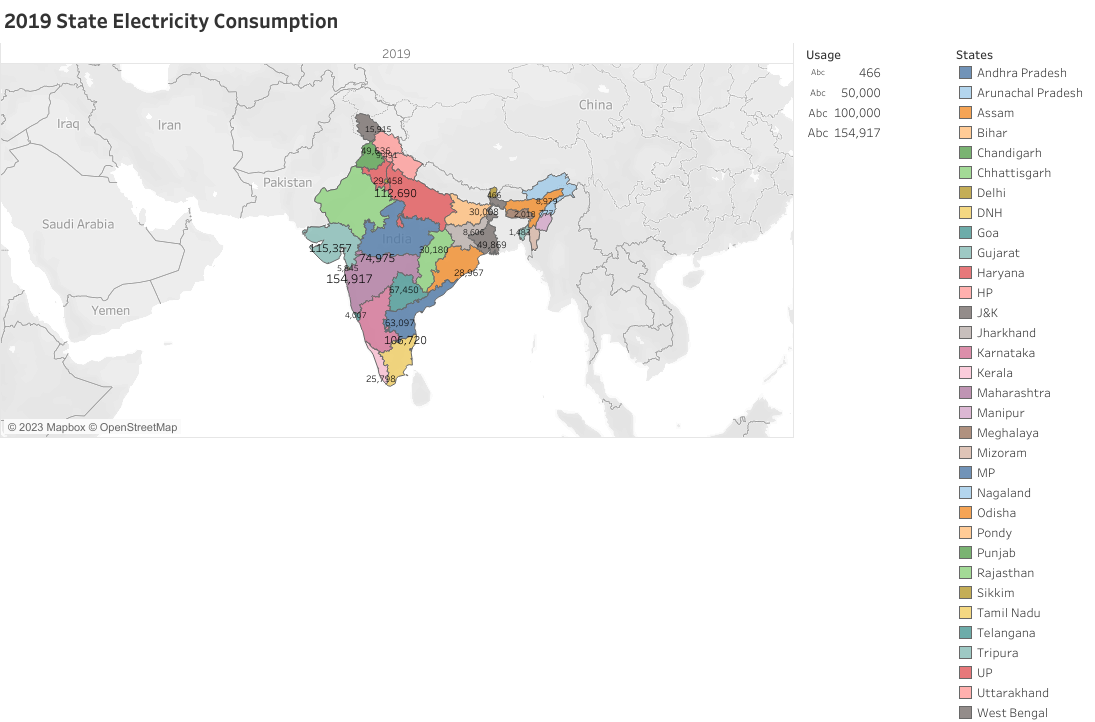 2019 State Electricity Consumption
2019
China
Iraq
Iran
Pakistan
Saudi Arabia
Yemen
India
15,915
49,636
29,458
112,690
466
30,008
8,979
2,018
777
1,483
8,606
49,869
115,357
74,975
30,180
5,845
154,917
28,967
67,450
4,007
63,097
106,720
25,798
© 2023 Mapbox © OpenStreetMap
Usage
Abc 466
Abc 50,000
Abc 100,000
Abc 154,917
States
Andhra Pradesh
Arunachal Pradesh
Assam
Bihar
Chandigarh
Chhattisgarh
Delhi
DNH
Goa
Gujarat
Haryana
HP
J&K
Jharkhand
Karnataka
Kerala
Maharashtra
Manipur
Meghalaya
Mizoram
MP
Nagaland
Odisha
Pondy
Punjab
Rajasthan
Sikkim
Tamil Nadu
Telangana
Tripura
UP
Uttarakhand
West Bengal